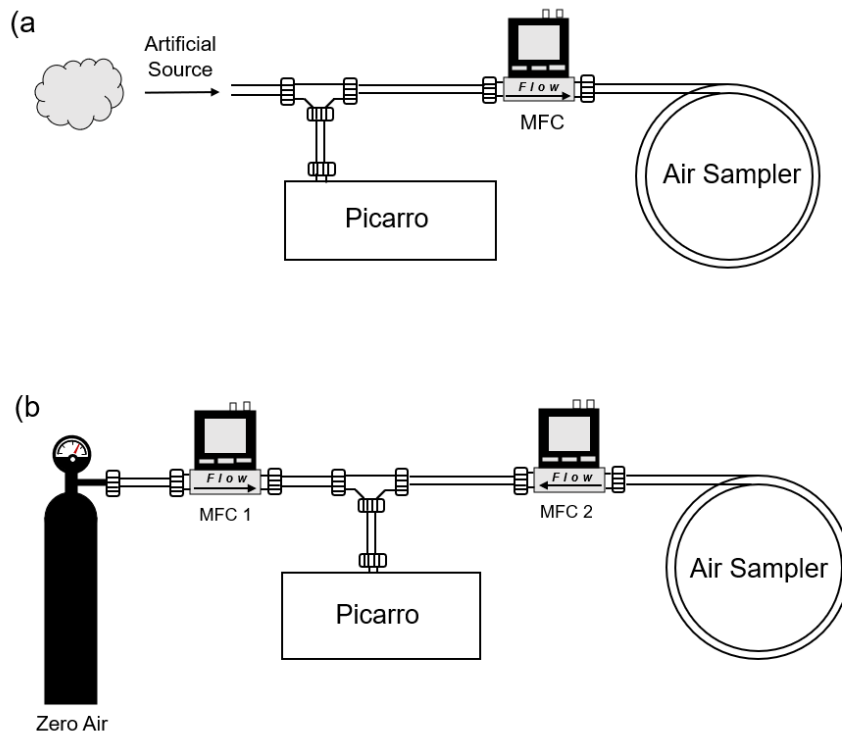 (a
Artificial
Source
Flow
MFC
Air Sampler
Picarro
(b
Flow
MFC 1
Flow
MFC 2
Air Sampler
Picarro
Zero Air